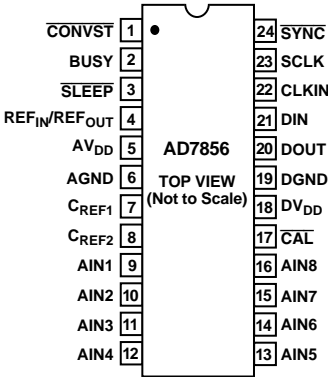 CONVST 1
BUSY 2
SLEEP 3
REFIN/REFOUT 4
AVDD 5
AGND 6
CREF1 7
CREF2 8
AIN1 9
AIN2 10
AIN3 11
AIN4 12
AD7856
TOP VIEW
(Not to Scale)
24 SYNC
23 SCLK
22 CLKIN
21 DIN
20 DOUT
19 DGND
18 DVDD
17 CAL
16 AIN8
15 AIN7
14 AIN6
13 AIN5